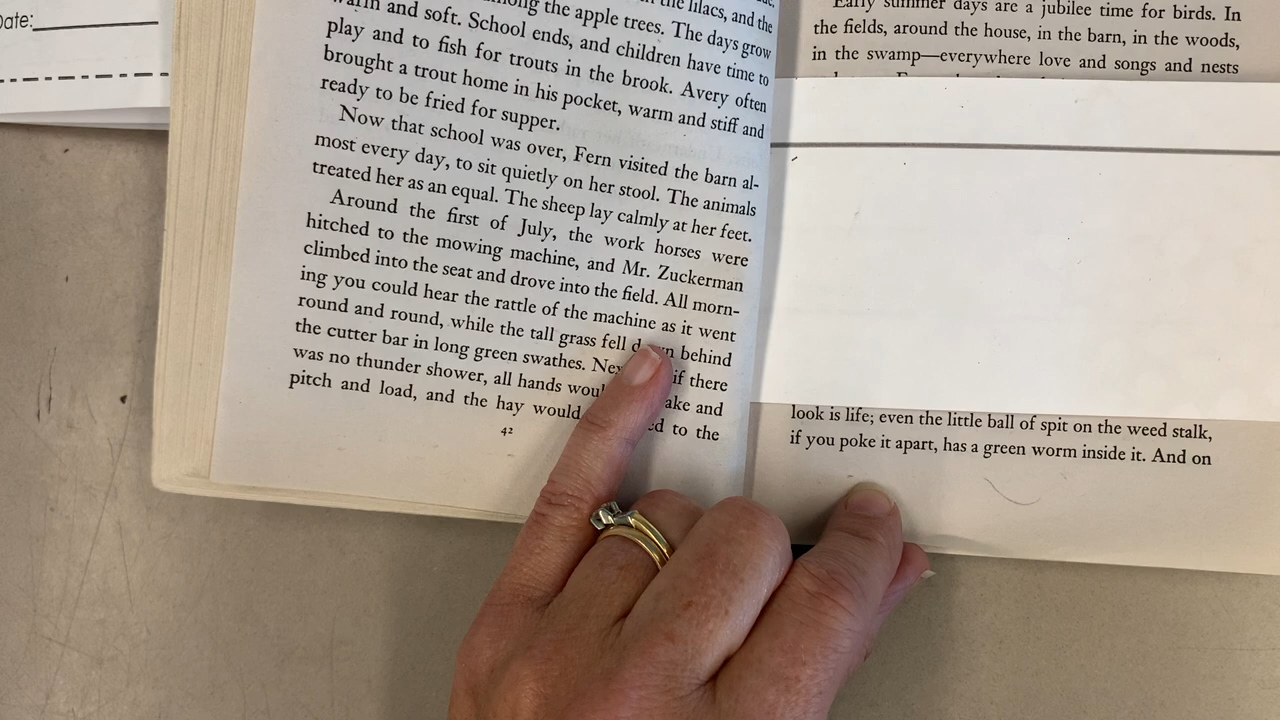 Date:
the lilacs, and the
among the apple trees. The days grow
warm and soft. School ends, and children have time to
play and to fish for trouts in the brook. Avery often
brought a trout home in his pocket, warm and stiff and
ready to be fried for supper.
Now that school was over, Fern visited the barn al-
most every day, to sit quietly on her stool. The animals
treated her as an equal. The sheep lay calmly at her feet.
Around the first of July, the work horses were
hitched to the mowing machine, and Mr. Zuckerman
climbed into the seat and drove into the field. All morn-
ing you could hear the rattle of the machine as it went
round and round, while the tall grass fell down behind
the cutter bar in long green swathes. if there
was no thunder shower, all hands and
pitch and load, and the hay would to the
42
Early summer days are a jubilee time for birds. In
the fields, around the house, in the barn, in the woods,
in the swamp—everywhere love and songs and nests
look is life; even the little ball of spit on the weed stalk,
if you poke it apart, has a green worm inside it. And on